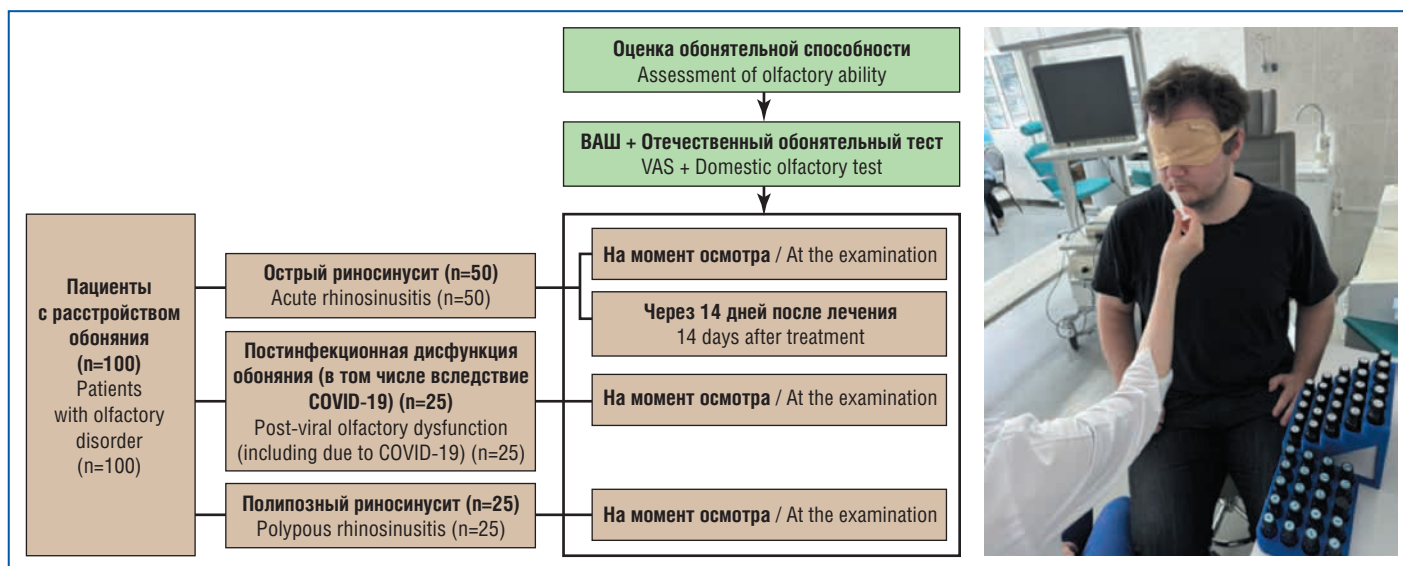 Оценка обонятельной способности
Assessment of olfactory ability
ВАШ + Отечественный обонятельный тест
VAS + Domestic olfactory test
Пациенты
с расстройством
обоняния
(n=100)
Patients
with olfactory
disorder
(n=100)
Острый риносинусит (n=50)
Acute rhinosinusitis (n=50)
Постинфекционная дисфункция
обоняния (в том числе вследствие
COVID-19) (n=25)
Post-viral olfactory dysfunction
(including due to COVID-19) (n=25)
Полипозный риносинусит (n=25)
Polypous rhinosinusitis (n=25)
На момент осмотра / At the examination
Через 14 дней после лечения
14 days after treatment
На момент осмотра / At the examination
На момент осмотра / At the examination